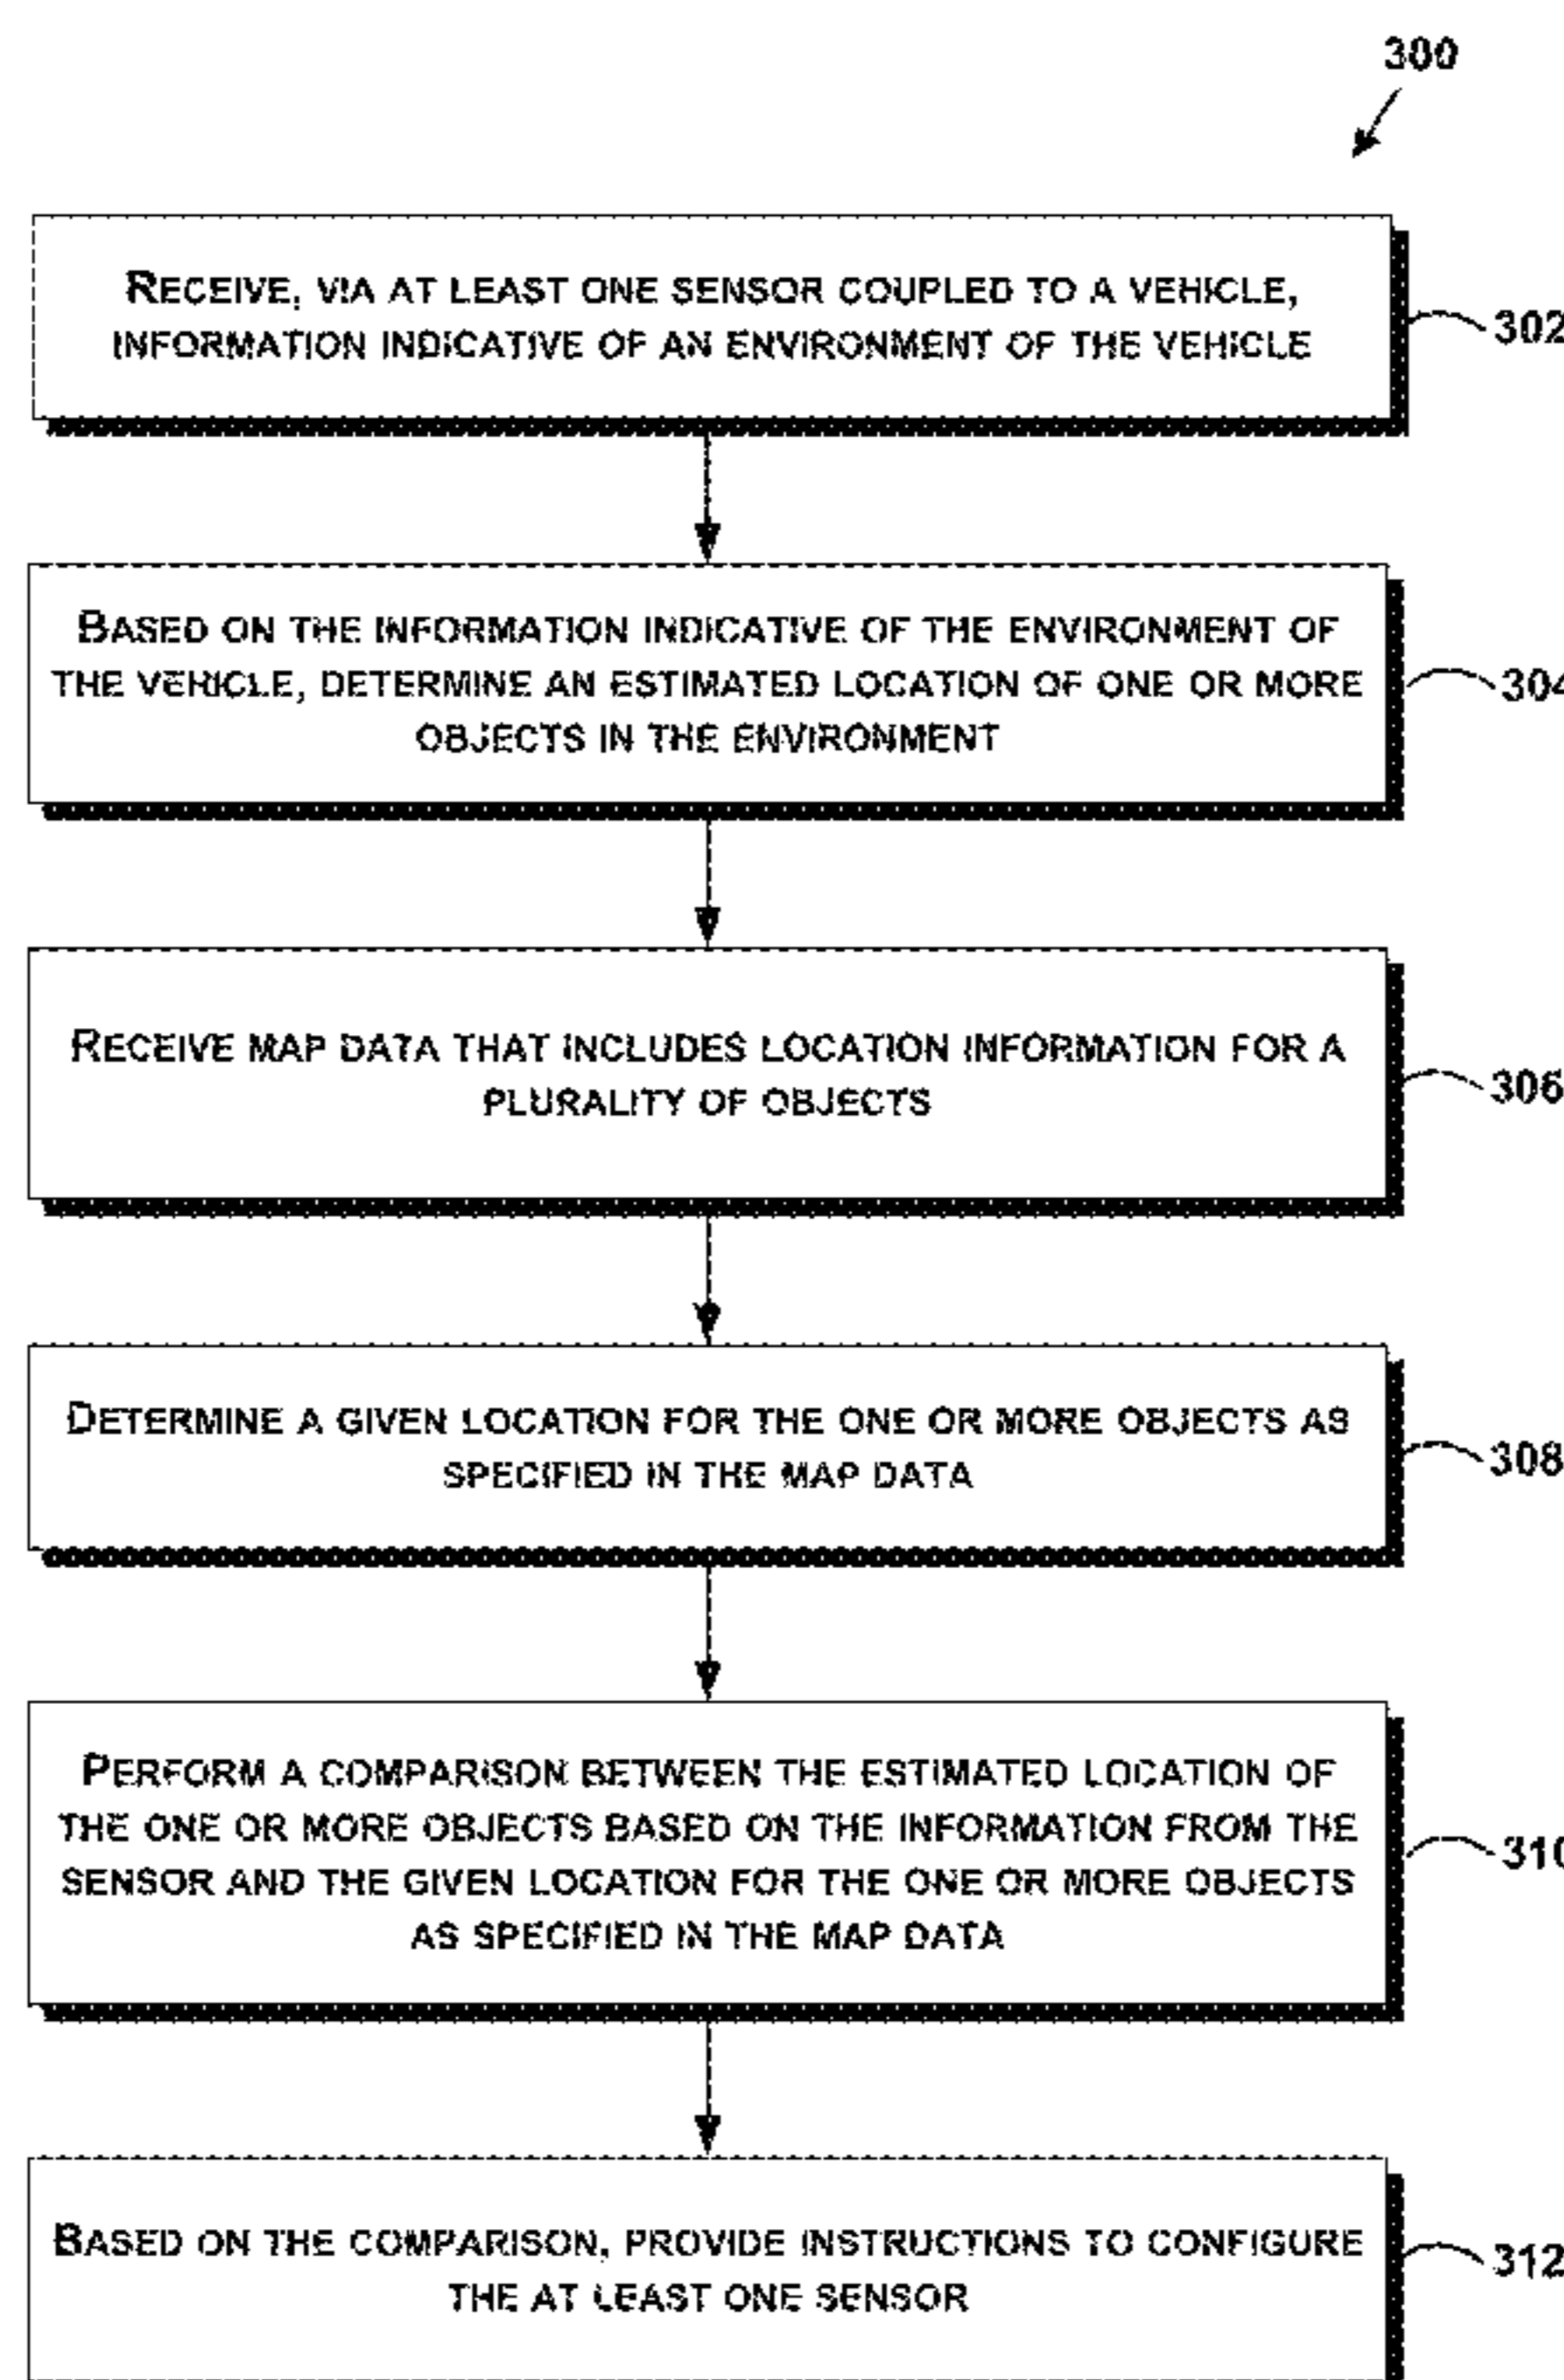 300
RECEIVE, VIA AT LEAST ONE SENSOR COUPLED TO A VEHICLE,
INFORMATION INDICATIVE OF AN ENVIRONMENT OF THE VEHICLE
302
BASED ON THE INFORMATION INDICATIVE OF THE ENVIRONMENT OF
THE VEHICLE, DETERMINE AN ESTIMATED LOCATION OF ONE OR MORE
OBJECTS IN THE ENVIRONMENT
304
RECEIVE MAP DATA THAT INCLUDES LOCATION INFORMATION FOR A
PLURALITY OF OBJECTS
306
DETERMINE A GIVEN LOCATION FOR THE ONE OR MORE OBJECTS AS
SPECIFIED IN THE MAP DATA
308
PERFORM A COMPARISON BETWEEN THE ESTIMATED LOCATION OF
THE ONE OR MORE OBJECTS BASED ON THE INFORMATION FROM THE
SENSOR AND THE GIVEN LOCATION FOR THE ONE OR MORE OBJECTS
AS SPECIFIED IN THE MAP DATA
310
BASED ON THE COMPARISON, PROVIDE INSTRUCTIONS TO CONFIGURE
THE AT LEAST ONE SENSOR
312